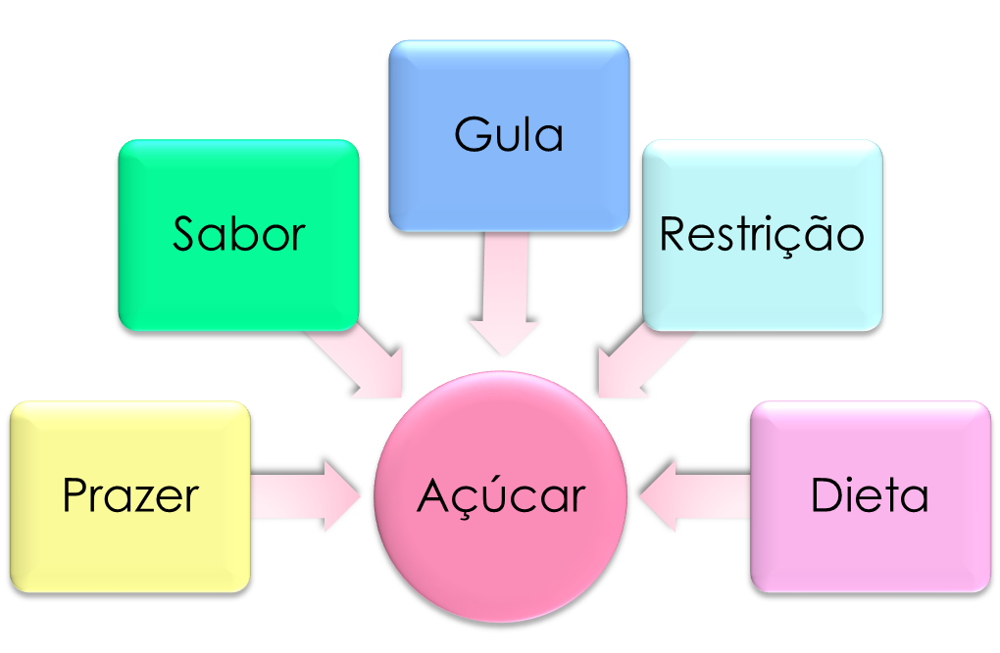 Gula
Sabor
Restrição
Prazer
Açúcar
Dieta